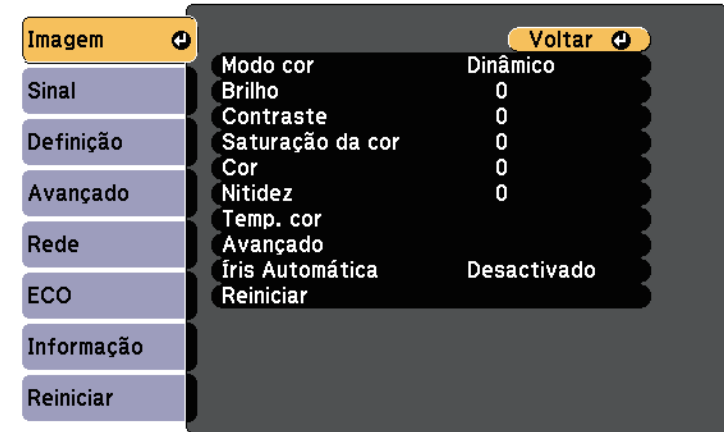 Imagem
Sinal
Definição
Avançado
Rede
ECO
Informação
Reiniciar
Voltar
Modo cor Dinâmico
Brilho 0
Contraste 0
Saturação da cor 0
Cor 0
Nitidez 0
Temp. cor
Avançado
Íris Automática Desactivado
Reiniciar